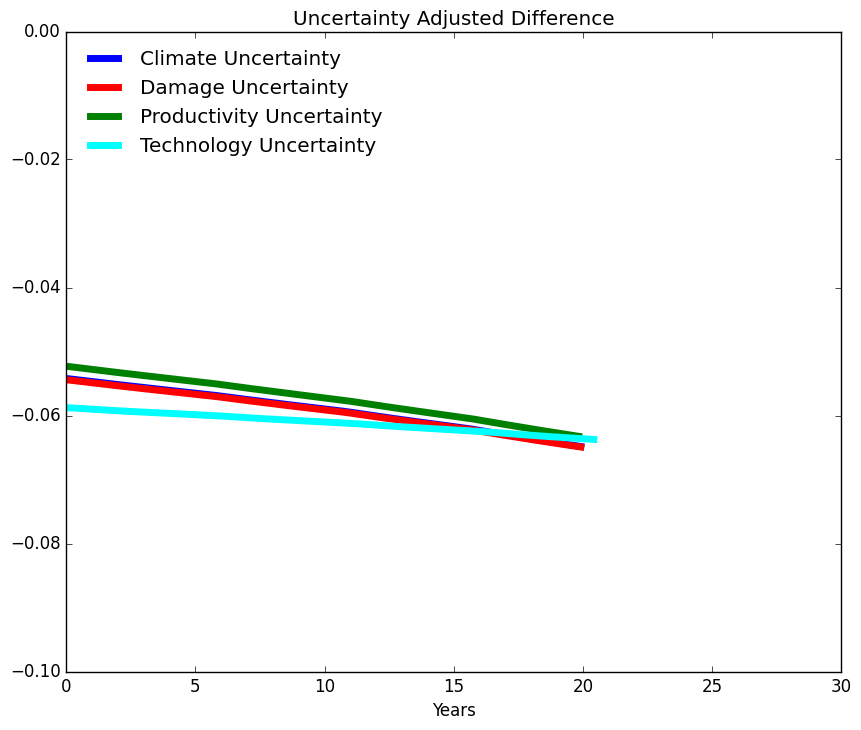 Uncertainty Adjusted Difference
0.00
Climate Uncertainty
Damage Uncertainty
Productivity Uncertainty
Technology Uncertainty
−0.02
−0.04
−0.06
−0.08
−0.10
0 5 10 15 20 25 30
Years